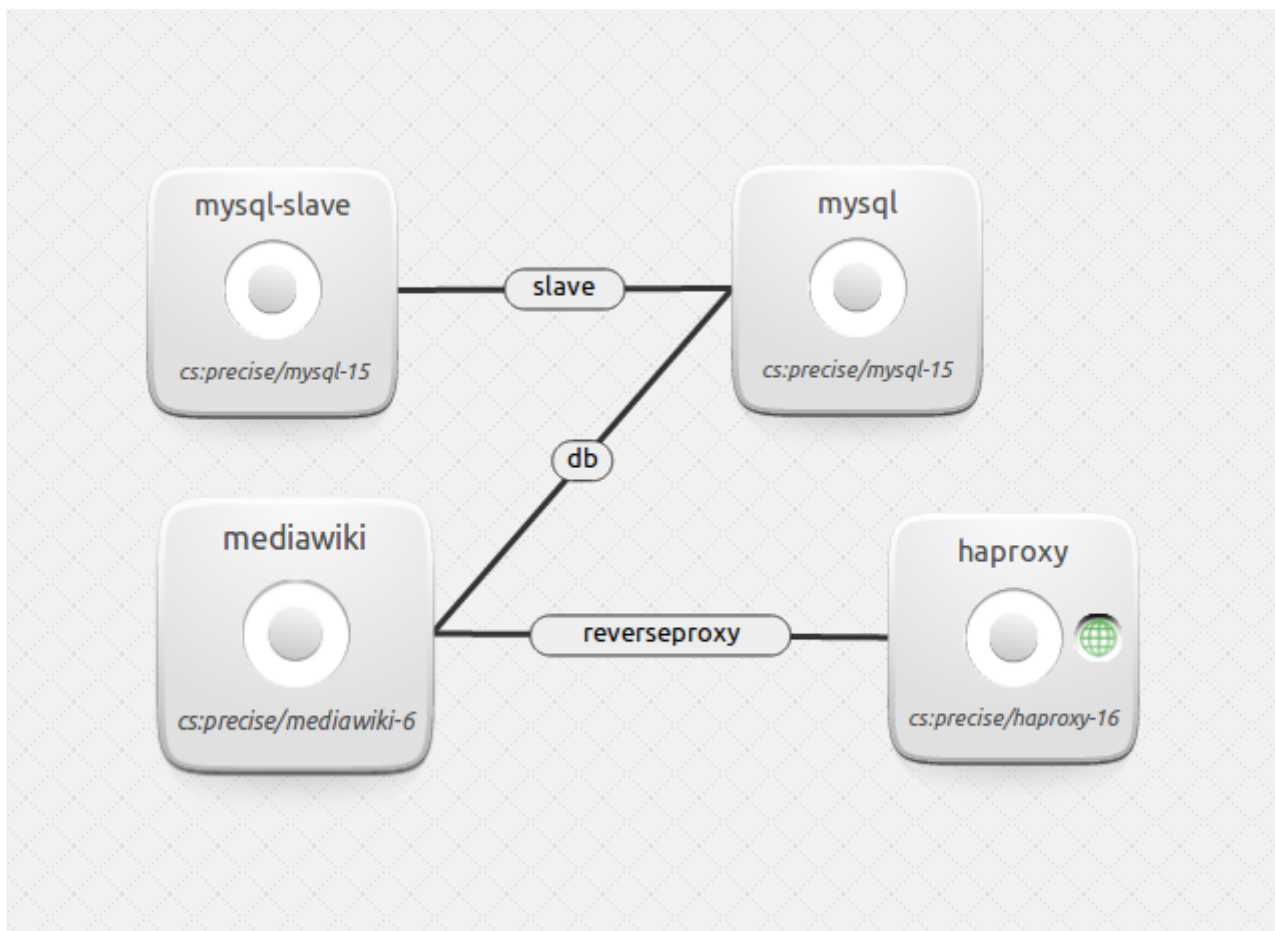 mysql-slave
cs:precise/mysql-15
slave
mysql
cs:precise/mysql-15
db
mediawiki
cs:precise/mediawiki-6
reverseproxy
haproxy
cs:precise/haproxy-16